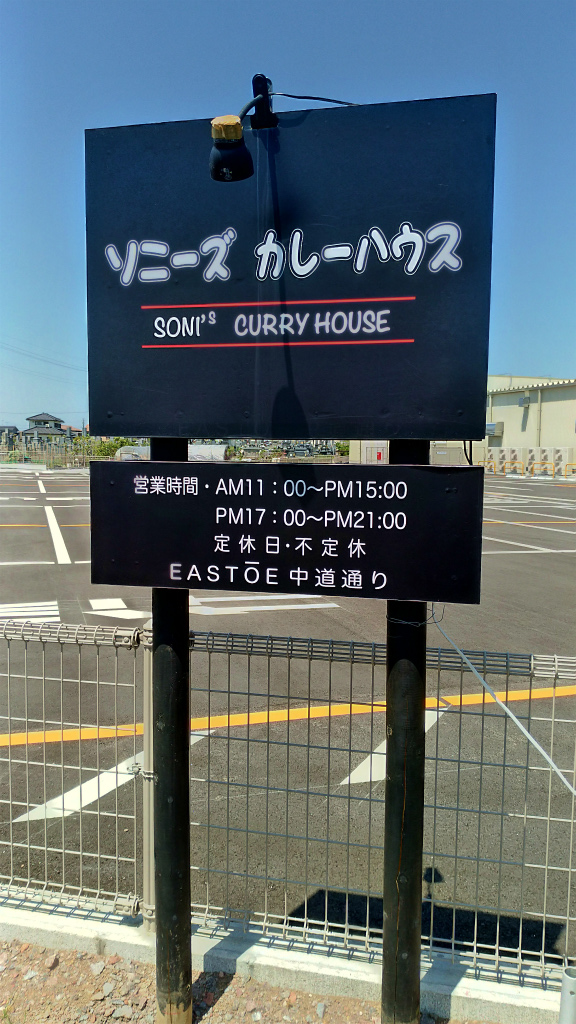 ソニーズ カレーハウス
SONI'S CURRY HOUSE
営業時間・AM11：00〜PM15:00
PM17：00〜PM21:00
定休日・不定休
EASTŌE 中道通り